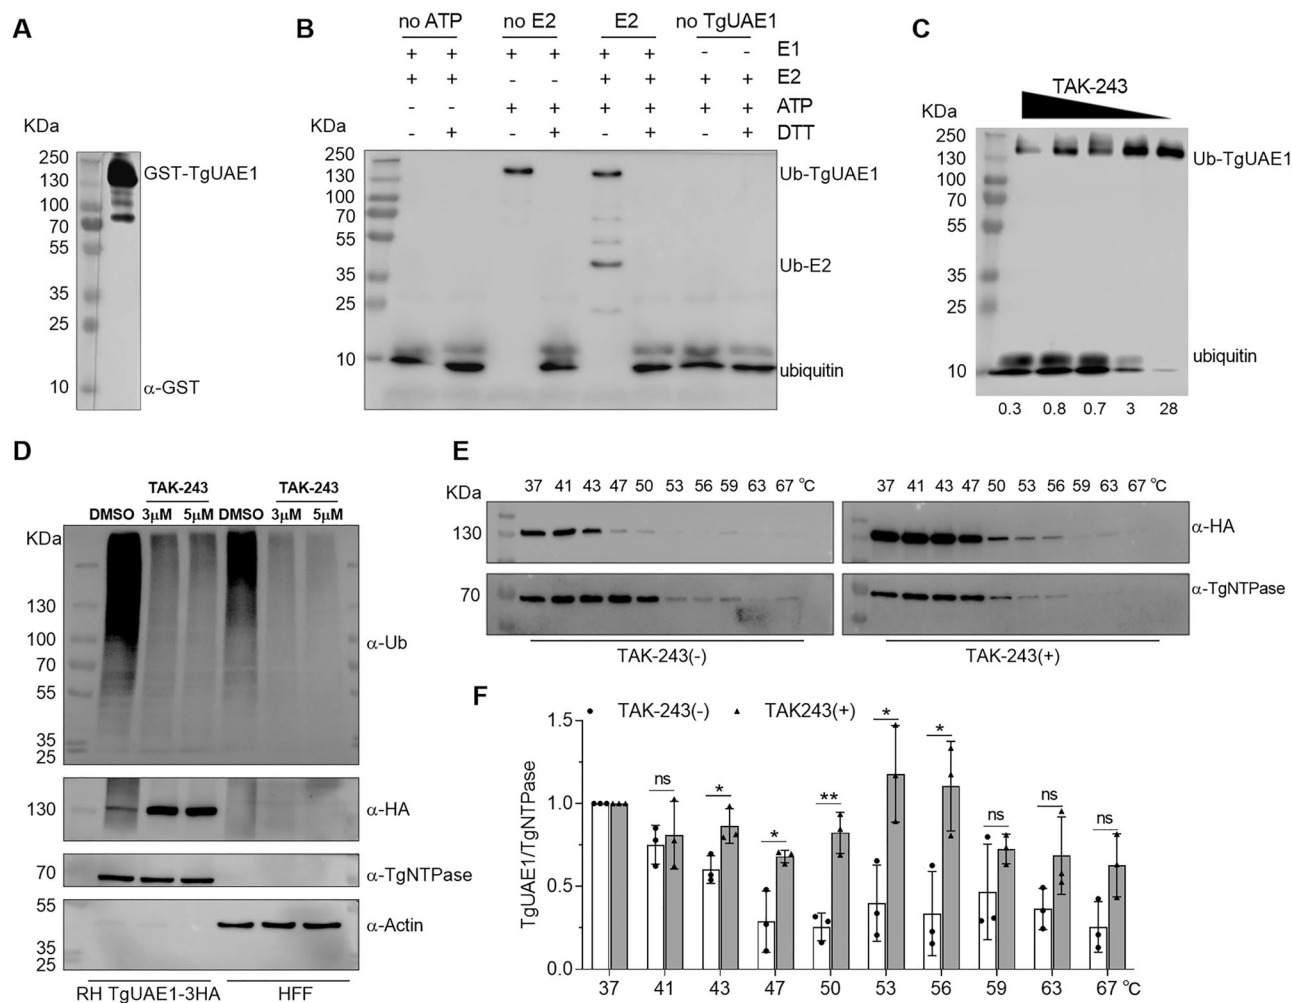 A
KDa
250
130
100
70
55
35
25
10
GST-TgUAE1
α-GST
B
no ATP no E2 E2 no TgUAE1
+ + + + + + - - E1
+ + - - + + + + E2
- - + + + + + + ATP
- + - + - + - + DTT
KDa
250
130
100
70
55
35
25
10
Ub-TgUAE1
Ub-E2
ubiquitin
C
TAK-243
KDa
250
130
100
70
55
35
25
10
Ub-TgUAE1
ubiquitin
0.3 0.8 0.7 3 28
D
TAK-243 TAK-243
DMSO 3μM 5μM DMSO 3μM 5μM
KDa
130
100
70
55
35
25
α-Ub
130
α-HA
70
α-TgNTPase
55
35
25
α-Actin
RH TgUAE1-3HA HFF
E
37 41 43 47 50 53 56 59 63 67 °C 37 41 43 47 50 53 56 59 63 67 °C
KDa
130
α-HA
70
α-TgNTPase
TAK-243(-) TAK-243(+)
F
TAK-243(-) TAK243(+)
TgUAE1/TgNTPase
1.5
1.0
0.5
0.0
ns * * ** * * ns ns ns
37 41 43 47 50 53 56 59 63 67 °C